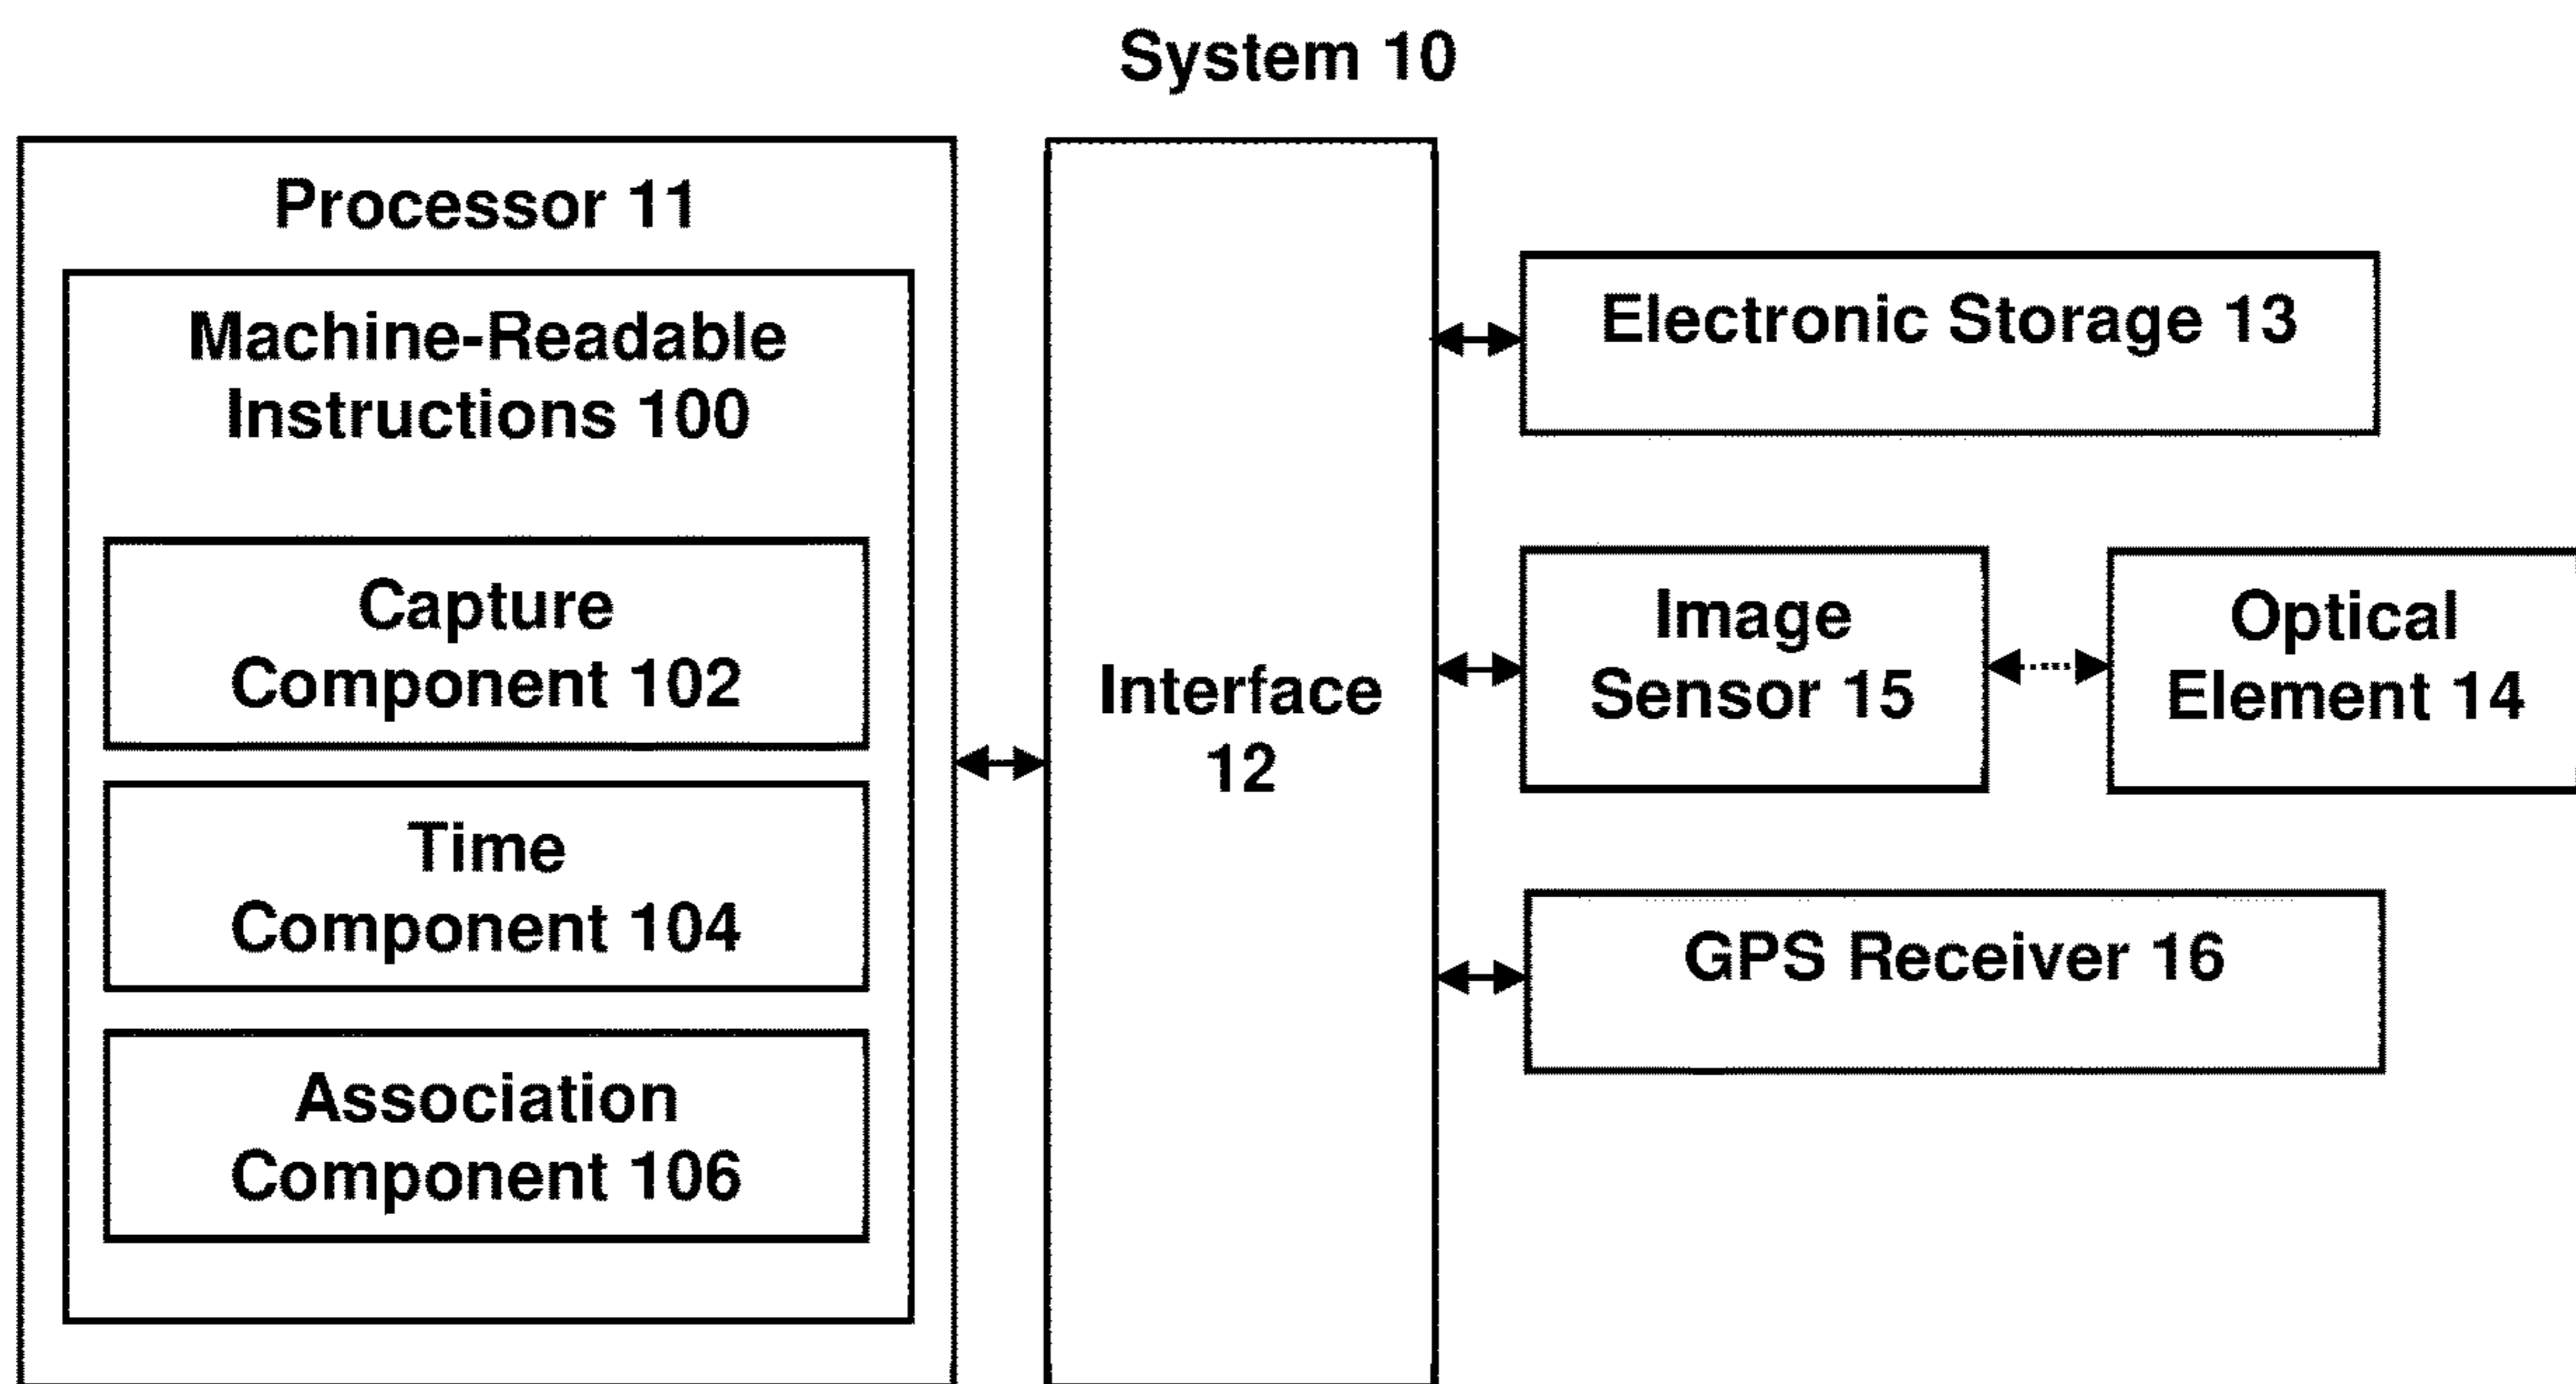 System 10
Processor 11
Machine-Readable
Instructions 100
Capture
Component 102
Time
Component 104
Association
Component 106
Interface
12
Electronic Storage 13
Image
Sensor 15
Optical
Element 14
GPS Receiver 16